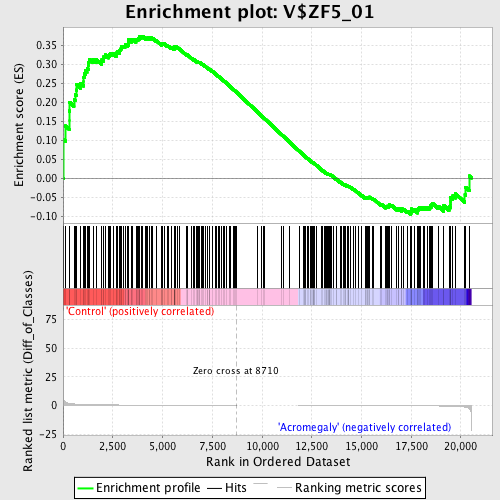 Enrichment plot: V$ZF5_01
Enrichment score (ES)
0.35
0.30
0.25
0.20
0.15
0.10
0.05
0.00
-0.05
-0.10
Ranked list metric (Diff_of_Classes)
75
50
25
0
-25
'Control' (positively correlated)
Zero cross at 8710
'Acromegaly' (negatively correlated)
0
2,500
5,000
7,500
10,000
12,500
15,000
17,500
20,000
Rank in Ordered Dataset
Enrichment profile
Hits
Ranking metric scores